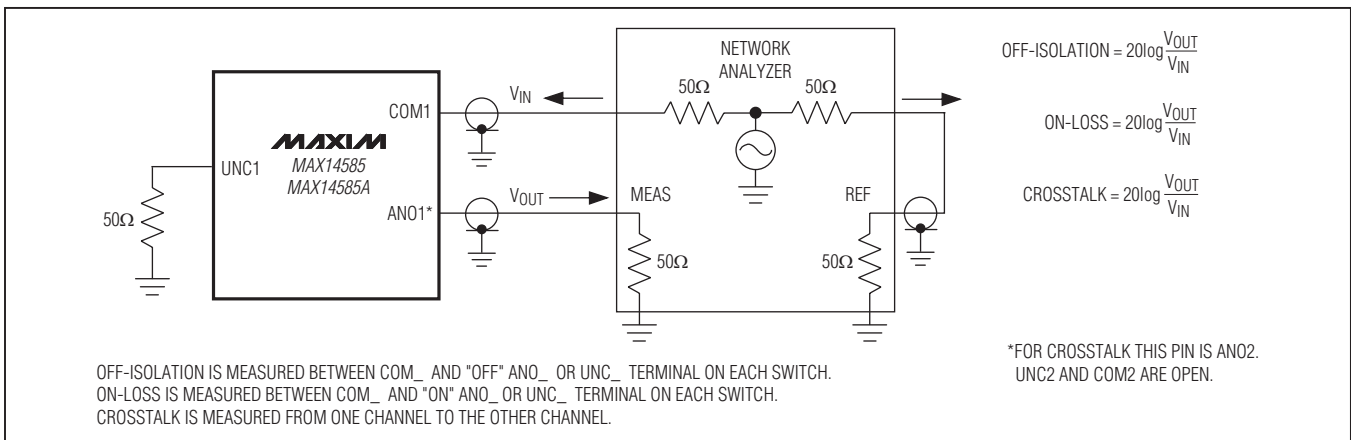 NETWORK
ANALYZER
50Ω
50Ω
VIN
COM1
MAXIM
MAX14585
MAX14585A
UNC1
50Ω
ANO1*
VOUT
MEAS
REF
50Ω
50Ω
OFF-ISOLATION = 20log VOUT/VIN
ON-LOSS = 20log VOUT/VIN
CROSSTALK = 20log VOUT/VIN
*FOR CROSSTALK THIS PIN IS ANO2.
UNC2 AND COM2 ARE OPEN.
OFF-ISOLATION IS MEASURED BETWEEN COM_ AND "OFF" ANO_ OR UNC_ TERMINAL ON EACH SWITCH.
ON-LOSS IS MEASURED BETWEEN COM_ AND "ON" ANO_ OR UNC_ TERMINAL ON EACH SWITCH.
CROSSTALK IS MEASURED FROM ONE CHANNEL TO THE OTHER CHANNEL.